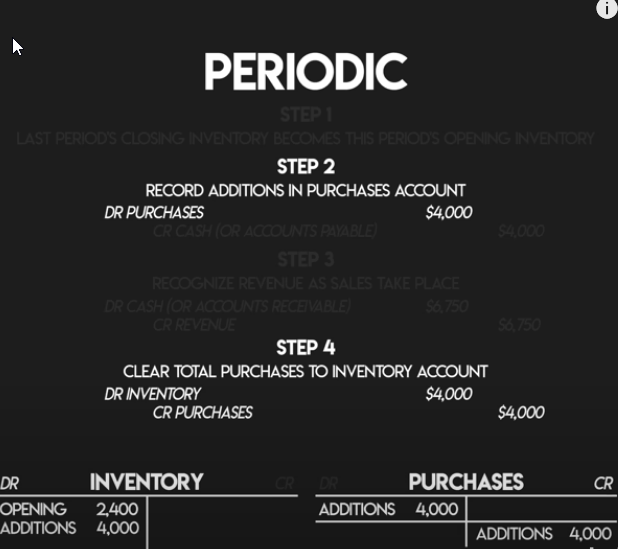 PERIODIC
STEP 1
LAST PERIOD'S CLOSING INVENTORY BECOMES THIS PERIOD'S OPENING INVENTORY
STEP 2
RECORD ADDITIONS IN PURCHASES ACCOUNT
DR PURCHASES $4,000
CR CASH (OR ACCOUNTS PAYABLE) $4,000
STEP 3
RECOGNIZE REVENUE AS SALES TAKE PLACE
DR CASH (OR ACCOUNTS RECEIVABLE) $6,750
CR REVENUE $6,750
STEP 4
CLEAR TOTAL PURCHASES TO INVENTORY ACCOUNT
DR INVENTORY $4,000
CR PURCHASES $4,000
DR INVENTORY CR DR PURCHASES CR
OPENING 2,400 ADDITIONS 4,000
ADDITIONS 4,000 ADDITIONS 4,000